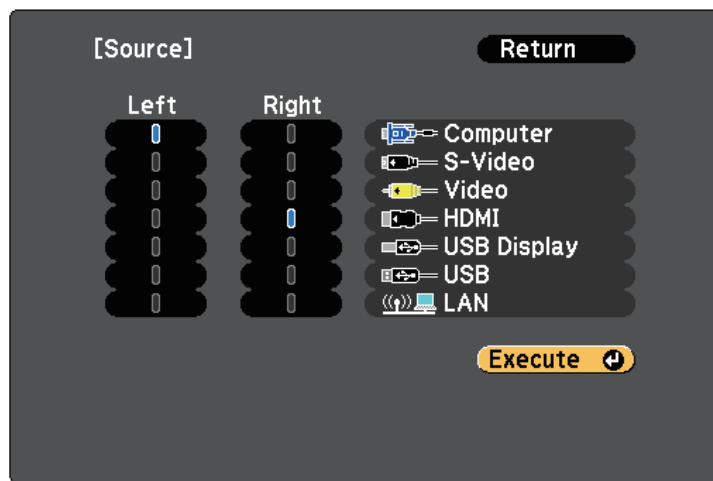 [Source]
Return
Left Right
Computer
S-Video
Video
HDMI
USB Display
USB
LAN
Execute